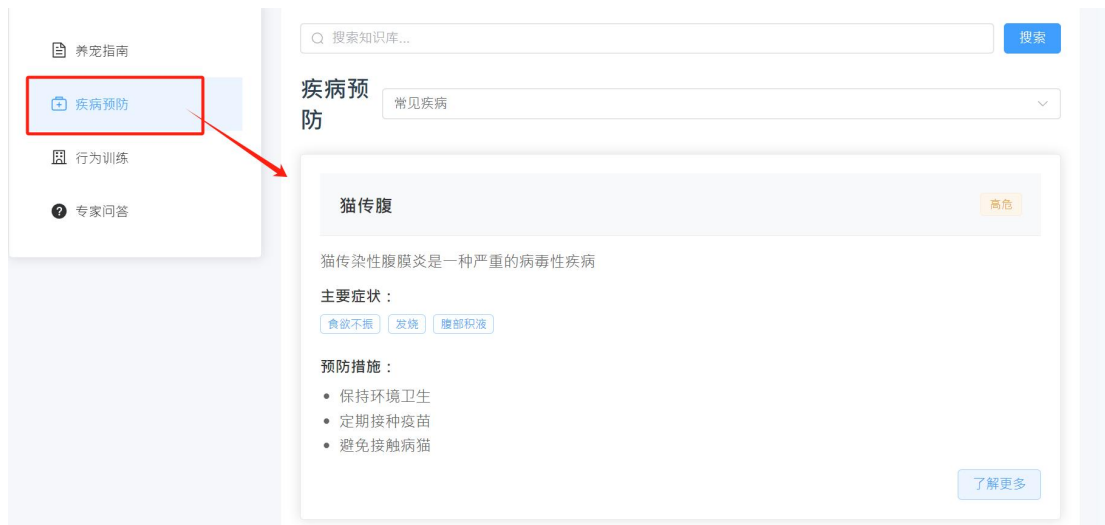 养宠指南
疾病预防
行为训练
专家问答
搜索知识库...
搜索
疾病预
防
常见疾病
猫传腹
高危
猫传染性腹膜炎是一种严重的病毒性疾病
主要症状：
食欲不振 发烧 腹部积液
预防措施：
保持环境卫生
定期接种疫苗
避免接触病猫
了解更多